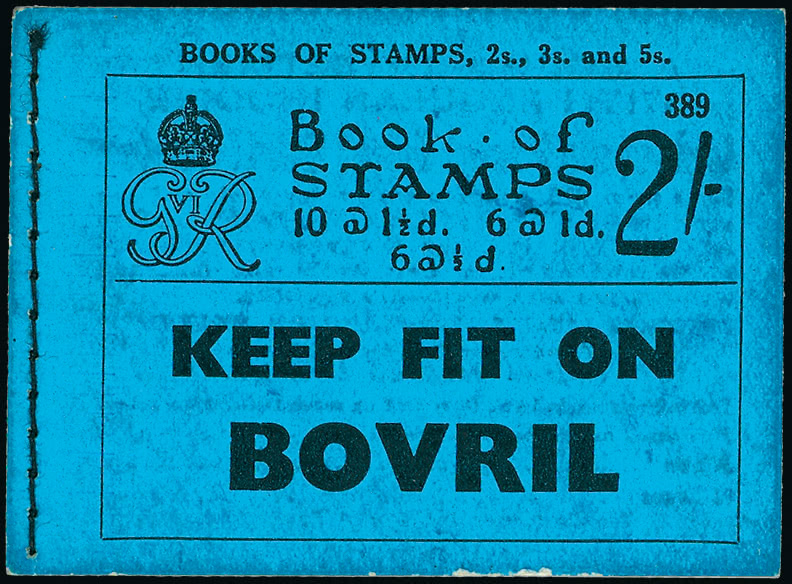 BOOKS OF STAMPS, 2s., 3s. and 5s.
389
GVIR
Book · of
STAMPS
2/-
10 @ 1½d. 6 @ 1d.
6 @ ½d.
KEEP FIT ON
BOVRIL